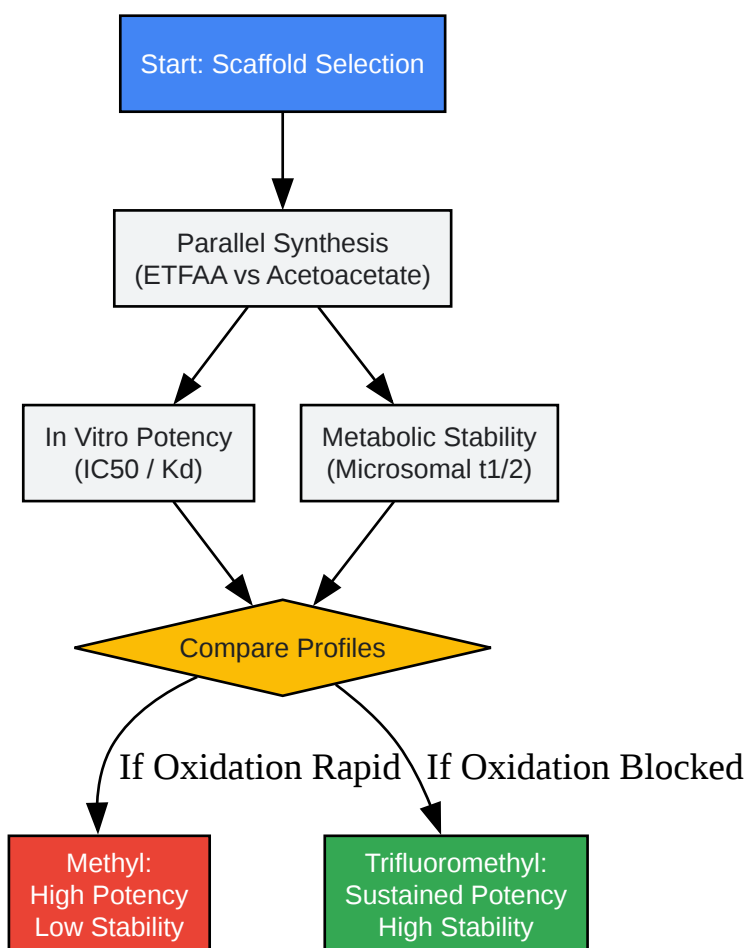 Start: Scaffold Selection
Parallel Synthesis
(ETFAA vs Acetoacetate)
In Vitro Potency
(IC50 / Kd)
Metabolic Stability
(Microsomal t1/2)
Compare Profiles
If Oxidation Rapid
If Oxidation Blocked
Methyl:
High Potency
Low Stability
Trifluoromethyl:
Sustained Potency
High Stability